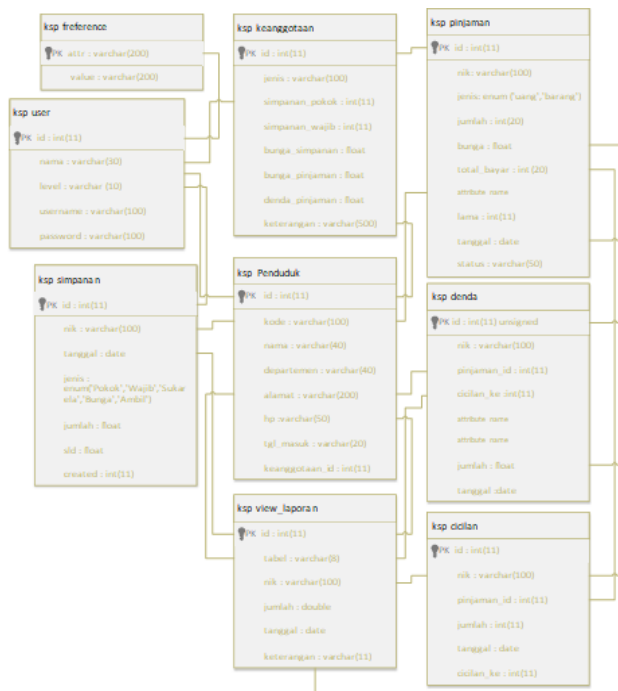 ksp freference
PK attr : varchar(200)
value : varchar(200)
ksp user
PK id : int(11)
nama : varchar(30)
level : varchar (10)
username : varchar(100)
password : varchar(100)
ksp simpanan
PK id : int(11)
nik : varchar(100)
tanggal : date
jenis :
enum('Pokok','Wajib','Sukar
ela','Bunga','Ambil')
jumlah : float
sld : float
created : int(11)
ksp keanggotaan
PK id : int(11)
jenis : varchar(100)
simpanan_pokok : int(11)
simpanan_wajib : int(11)
bunga_simpanan : float
bunga_pinjaman : float
denda_pinjaman : float
keterangan : varchar(500)
ksp Penduduk
PK id : int(11)
kode : varchar(100)
nama : varchar(40)
departemen : varchar(40)
alamat : varchar(200)
hp :varchar(50)
tgl_masuk : varchar(20)
keanggotaan_id : int(11)
ksp view_laporan
PK id : int(11)
tabel : varchar(8)
nik : varchar(100)
jumlah : double
tanggal : date
keterangan : varchar(11)
ksp pinjaman
PK id : int(11)
nik: varchar(100)
jenis: enum ('uang','barang')
jumlah : int(20)
bunga : float
total_bayar : int (20)
attribute name
lama : int(11)
tanggal : date
status : varchar(50)
ksp denda
PK id : int(11) unsigned
nik : varchar(100)
pinjaman_id : int(11)
cicilan_ke :int(11)
attribute name
attribute name
jumlah : float
tanggal :date
ksp cicilan
PK id : int(11)
nik : varchar(100)
pinjaman_id : int(11)
jumlah : int(11)
tanggal : date
cicilan_ke : int(11)